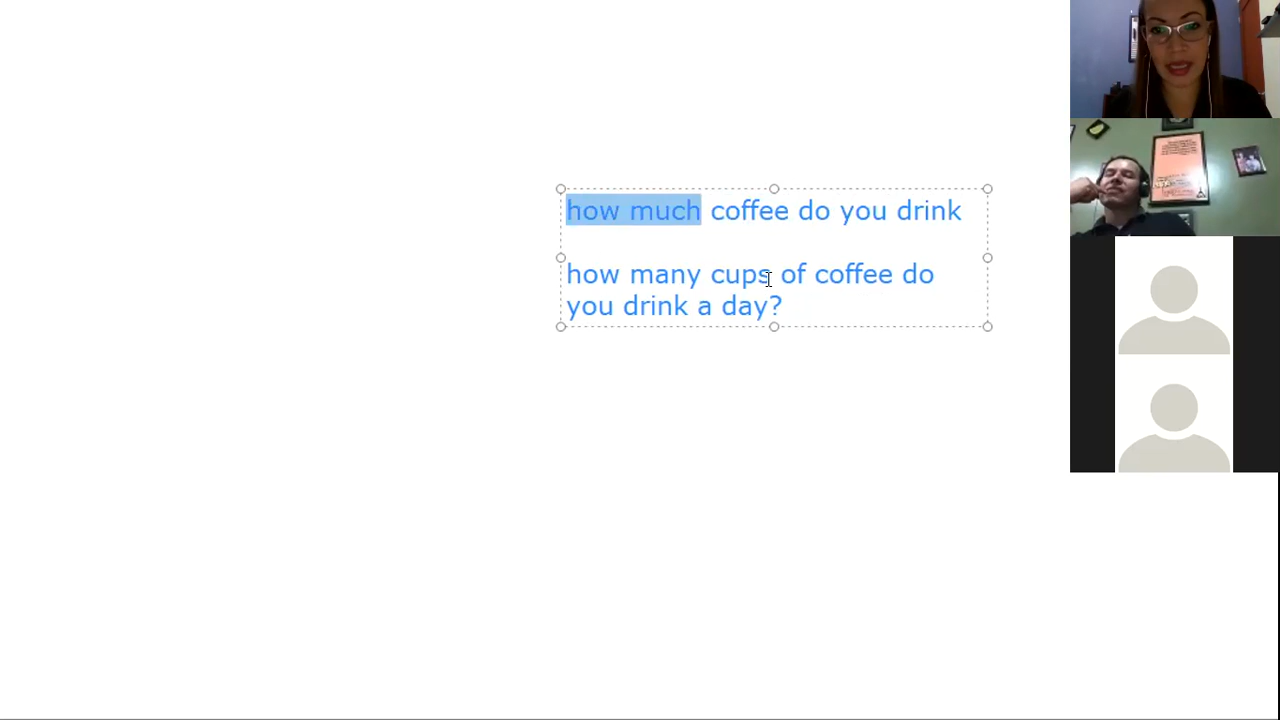 how much coffee do you drink
how many cups of coffee do
you drink a day?